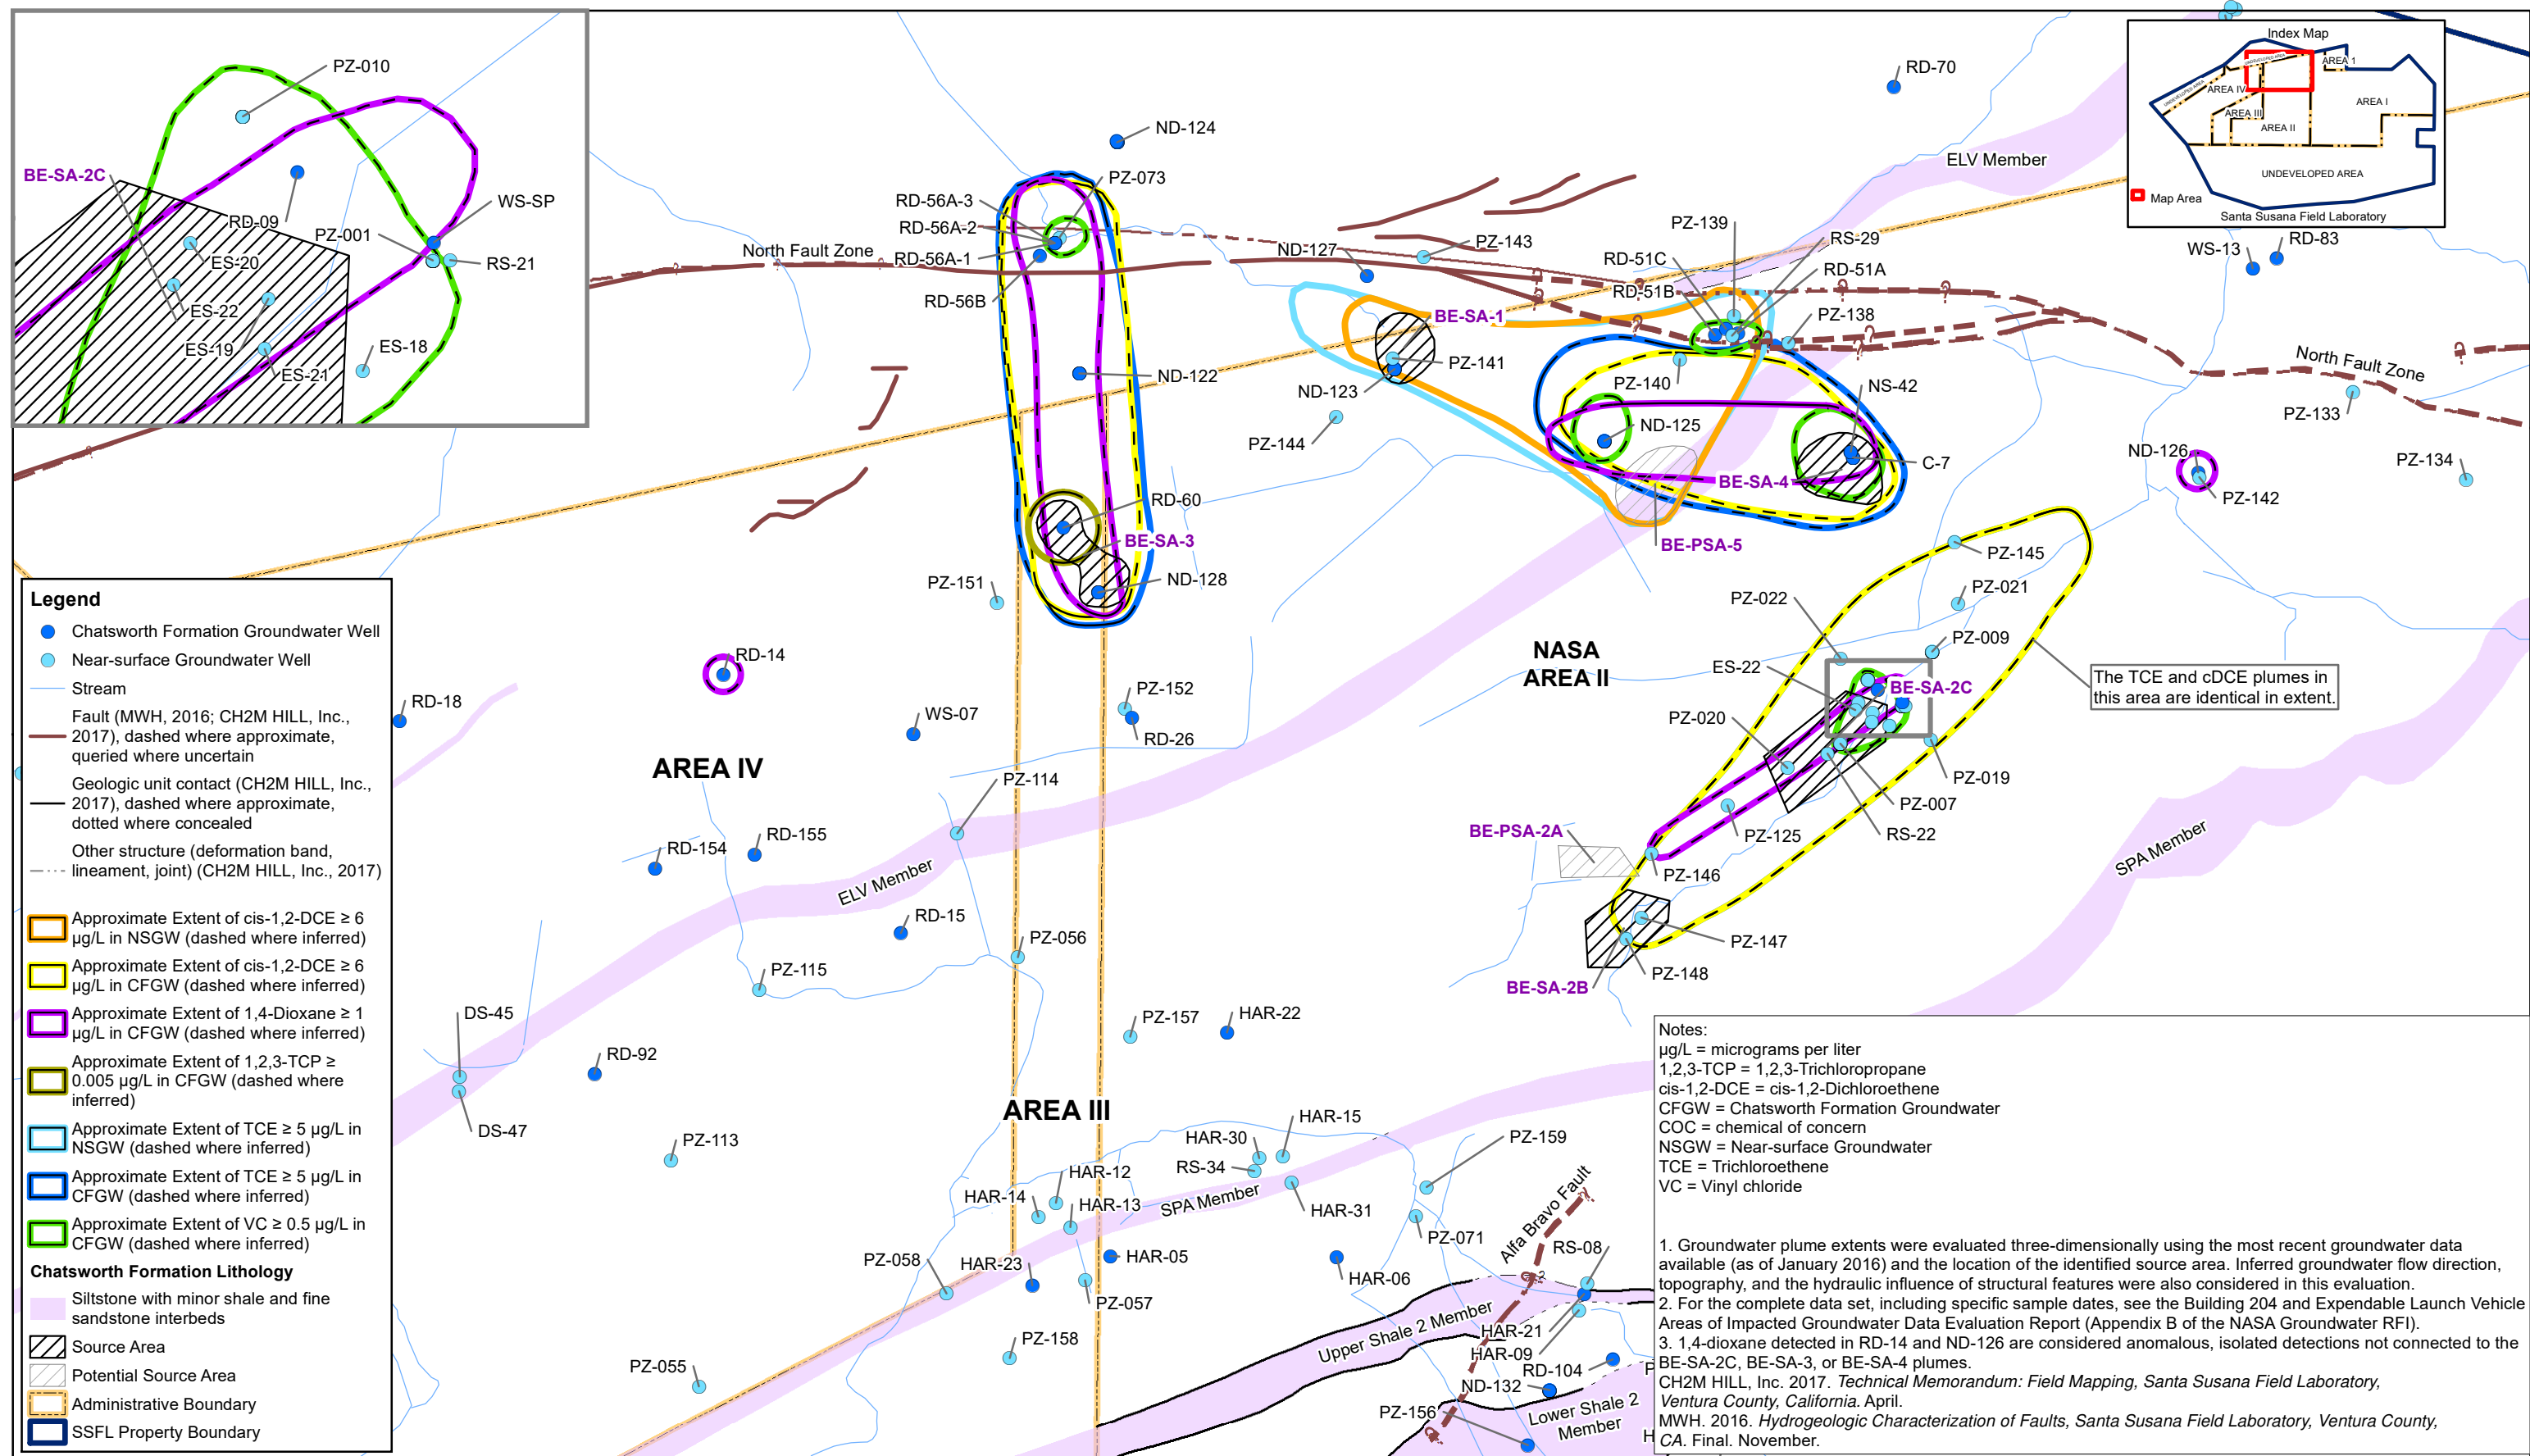 PZ-010
BE-SA-2C
RD-09
WS-SP
PZ-001
RS-21
ES-20
ES-22
ES-19
ES-18
ES-21
ND-124
PZ-073
RD-56A-3
RD-56A-2
RD-56A-1
RD-56B
North Fault Zone
ND-122
RD-60
BE-SA-3
ND-128
PZ-151
RD-70
ELV Member
PZ-139
RS-29
RD-51C
RD-51A
RD-51B
PZ-138
ND-127
PZ-143
BE-SA-1
PZ-141
ND-123
PZ-144
PZ-140
NS-42
ND-125
C-7
BE-SA-4
BE-PSA-5
Index Map
UNDEVELOPED AREA
AREA 1
UNDEVELOPED AREA
AREA IV
AREA I
AREA III
AREA II
UNDEVELOPED AREA
Map Area
Santa Susana Field Laboratory
WS-13
RD-83
North Fault Zone
PZ-133
ND-126
PZ-134
PZ-142
PZ-145
PZ-021
PZ-022
PZ-009
NASA
AREA II
ES-22
BE-SA-2C
PZ-020
PZ-019
PZ-007
RS-22
PZ-125
BE-PSA-2A
PZ-146
PZ-147
PZ-148
BE-SA-2B
The TCE and cDCE plumes in
this area are identical in extent.
SPA Member
RD-14
RD-18
WS-07
PZ-152
RD-26
AREA IV
PZ-114
RD-155
RD-154
ELV Member
RD-15
PZ-056
PZ-115
DS-45
DS-47
RD-92
PZ-113
PZ-157
HAR-22
AREA III
HAR-15
HAR-30
RS-34
HAR-12
HAR-14
HAR-13
SPA Member
HAR-31
PZ-159
PZ-071
Alfa Bravo Fault
RS-08
PZ-058
HAR-23
HAR-05
PZ-057
HAR-06
PZ-158
PZ-055
Upper Shale 2 Member
HAR-21
HAR-09
RD-104
ND-132
PZ-156
Lower Shale 2
Member
Legend
Chatsworth Formation Groundwater Well
Near-surface Groundwater Well
Stream
Fault (MWH, 2016; CH2M HILL, Inc.,
2017), dashed where approximate,
queried where uncertain
Geologic unit contact (CH2M HILL, Inc.,
2017), dashed where approximate,
dotted where concealed
Other structure (deformation band,
lineament, joint) (CH2M HILL, Inc., 2017)
Approximate Extent of cis-1,2-DCE ≥ 6
µg/L in NSGW (dashed where inferred)
Approximate Extent of cis-1,2-DCE ≥ 6
µg/L in CFGW (dashed where inferred)
Approximate Extent of 1,4-Dioxane ≥ 1
µg/L in CFGW (dashed where inferred)
Approximate Extent of 1,2,3-TCP ≥
0.005 µg/L in CFGW (dashed where
inferred)
Approximate Extent of TCE ≥ 5 µg/L in
NSGW (dashed where inferred)
Approximate Extent of TCE ≥ 5 µg/L in
CFGW (dashed where inferred)
Approximate Extent of VC ≥ 0.5 µg/L in
CFGW (dashed where inferred)
Chatsworth Formation Lithology
Siltstone with minor shale and fine
sandstone interbeds
Source Area
Potential Source Area
Administrative Boundary
SSFL Property Boundary
Notes:
µg/L = micrograms per liter
1,2,3-TCP = 1,2,3-Trichloropropane
cis-1,2-DCE = cis-1,2-Dichloroethene
CFGW = Chatsworth Formation Groundwater
COC = chemical of concern
NSGW = Near-surface Groundwater
TCE = Trichloroethene
VC = Vinyl chloride
1. Groundwater plume extents were evaluated three-dimensionally using the most recent groundwater data
available (as of January 2016) and the location of the identified source area. Inferred groundwater flow direction,
topography, and the hydraulic influence of structural features were also considered in this evaluation.
2. For the complete data set, including specific sample dates, see the Building 204 and Expendable Launch Vehicle
Areas of Impacted Groundwater Data Evaluation Report (Appendix B of the NASA Groundwater RFI).
3. 1,4-dioxane detected in RD-14 and ND-126 are considered anomalous, isolated detections not connected to the
BE-SA-2C, BE-SA-3, or BE-SA-4 plumes.
CH2M HILL, Inc. 2017. Technical Memorandum: Field Mapping, Santa Susana Field Laboratory,
Ventura County, California. April.
MWH. 2016. Hydrogeologic Characterization of Faults, Santa Susana Field Laboratory, Ventura County,
CA. Final. November.